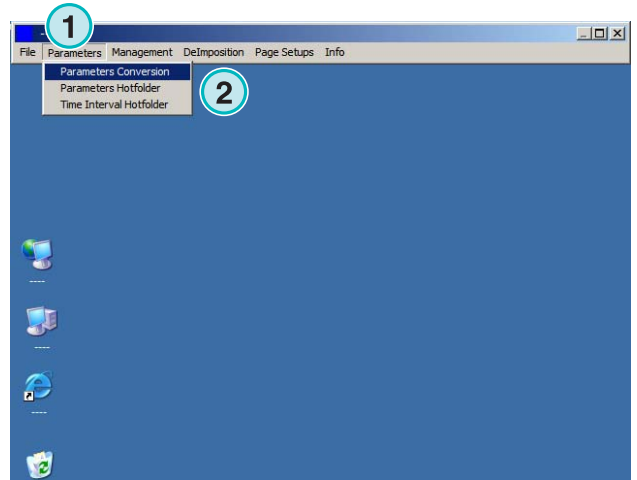 1
-
File Parameters Management DeImposition Page Setups Info
Parameters Conversion
Parameters Hotfolder
Time Interval Hotfolder
2
----
----
----